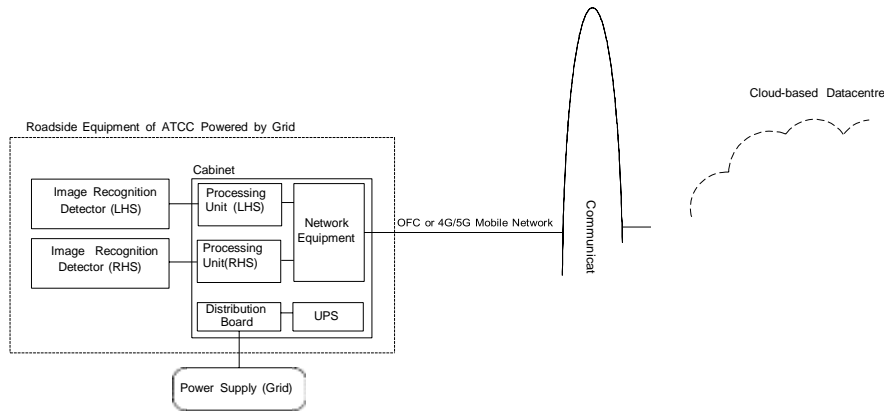 Cloud-based Datacentre
Roadside Equipment of ATCC Powered by Grid
Cabinet
Image Recognition
Detector (LHS)
Processing
Unit (LHS)
Network
Equipment
OFC or 4G/5G Mobile Network
Communicat
Image Recognition
Detector (RHS)
Processing
Unit(RHS)
Distribution
Board
UPS
Power Supply (Grid)